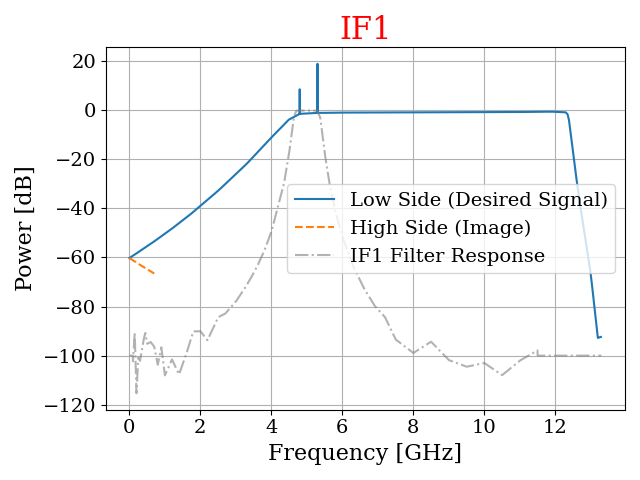 IF1
Power [dB]
20
0
−20
−40
−60
−80
−100
−120
Low Side (Desired Signal)
High Side (Image)
IF1 Filter Response
0 2 4 6 8 10 12
Frequency [GHz]